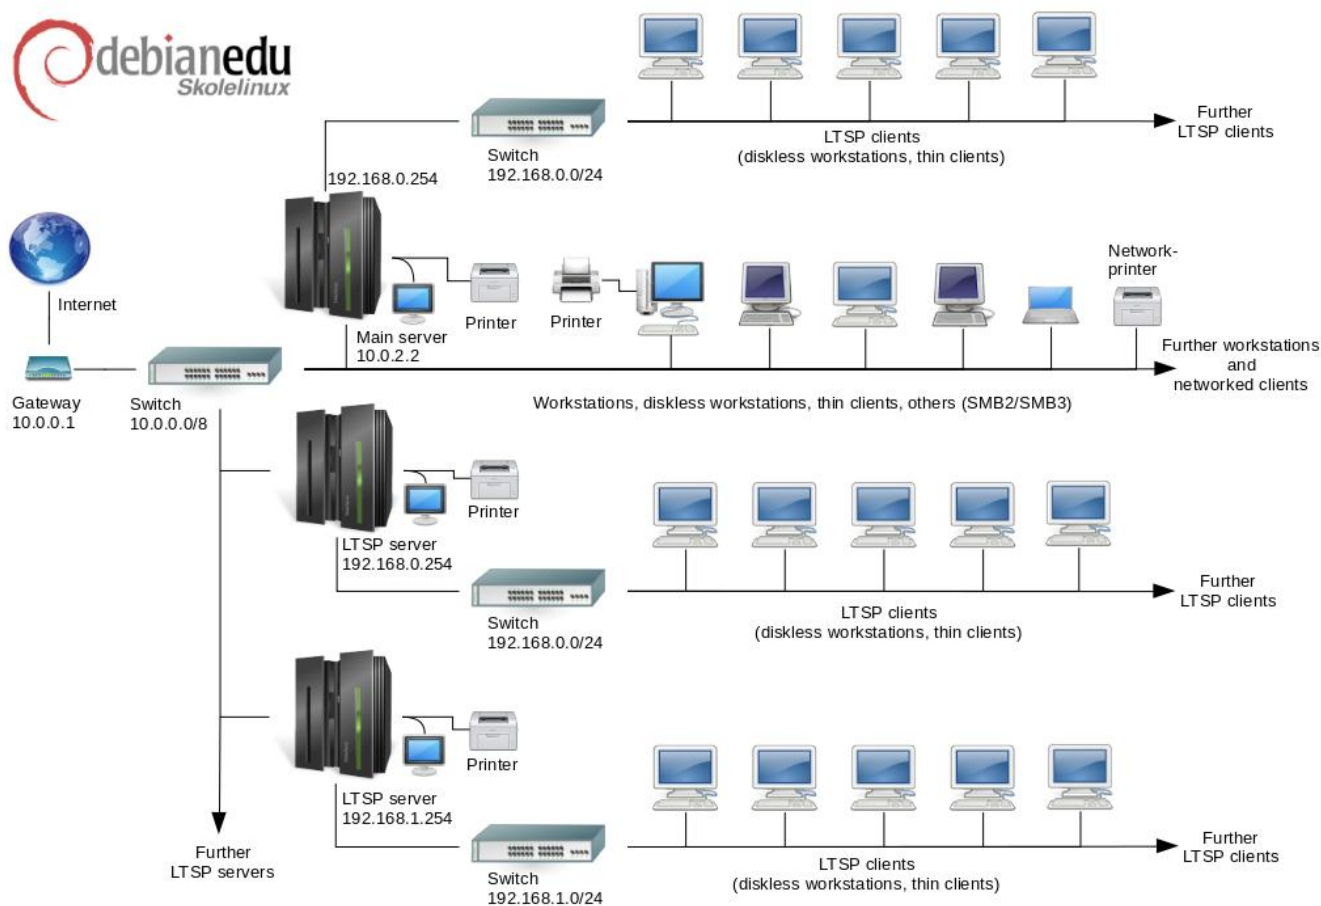 debianedu
Skolelinux
Further
LTSP clients
LTSP clients
(diskless workstations, thin clients)
Switch
192.168.0.0/24
192.168.0.254
Internet
Printer
Printer
Network-
printer
Main server
10.0.2.2
Further workstations
and
networked clients
Gateway
10.0.0.1
Switch
10.0.0.0/8
Workstations, diskless workstations, thin clients, others (SMB2/SMB3)
Printer
LTSP server
192.168.0.254
Further
LTSP clients
LTSP clients
(diskless workstations, thin clients)
Switch
192.168.0.0/24
Printer
LTSP server
192.168.1.254
Further
LTSP servers
Further
LTSP clients
LTSP clients
(diskless workstations, thin clients)
Switch
192.168.1.0/24